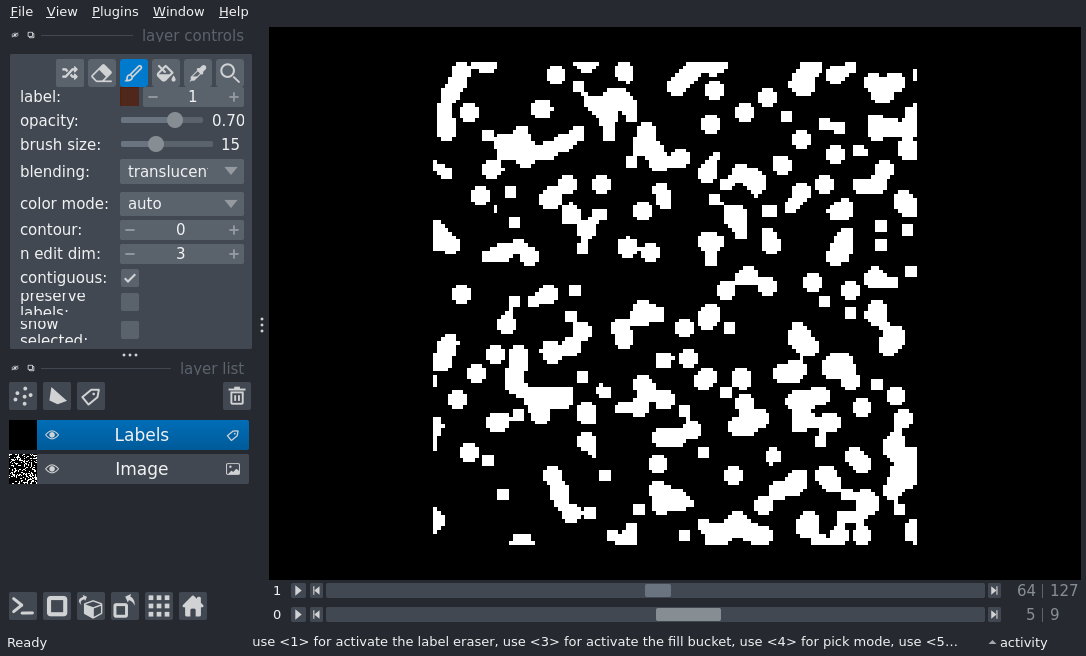 File View Plugins Window Help
layer controls
label: 1
opacity: 0.70
brush size: 15
blending: translucen
color mode: auto
contour: 0
n edit dim: 3
contiguous:
preserve
labels:
show
selected:
layer list
Labels
Image
1 64 127
0 5 9
Ready use <1> for activate the label eraser, use <3> for activate the fill bucket, use <4> for pick mode, use <5... activity